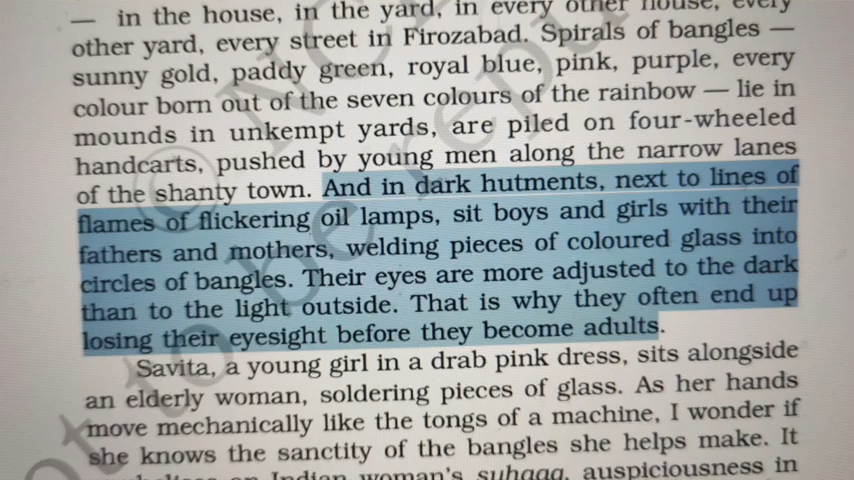 — in the house, in the yard, in every other house, every
other yard, every street in Firozabad. Spirals of bangles —
sunny gold, paddy green, royal blue, pink, purple, every
colour born out of the seven colours of the rainbow — lie in
mounds in unkempt yards, are piled on four-wheeled
handcarts, pushed by young men along the narrow lanes
of the shanty town. And in dark hutments, next to lines of
flames of flickering oil lamps, sit boys and girls with their
fathers and mothers, welding pieces of coloured glass into
circles of bangles. Their eyes are more adjusted to the dark
than to the light outside. That is why they often end up
losing their eyesight before they become adults.
Savita, a young girl in a drab pink dress, sits alongside
an elderly woman, soldering pieces of glass. As her hands
move mechanically like the tongs of a machine, I wonder if
she knows the sanctity of the bangles she helps make. It
an Indian woman's suhaag, auspiciousness in
© NC
not to be repu